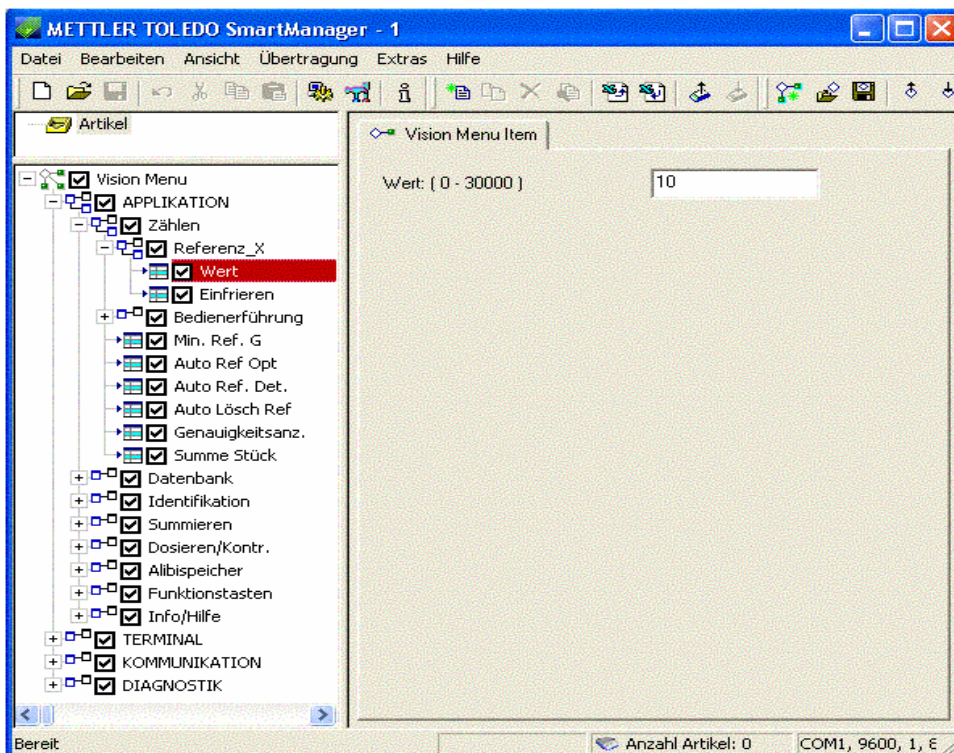 METTLER TOLEDO SmartManager - 1
Datei Bearbeiten Ansicht Übertragung Extras Hilfe
Artikel
Vision Menu
APPLIKATION
Zählen
Referenz_X
Wert
Einfrieren
Bedienerführung
Min. Ref. G
Auto Ref Opt
Auto Ref. Det.
Auto Lösch Ref
Genauigkeitsanz.
Summe Stück
Datenbank
Identifikation
Summieren
Dosieren/Kontr.
Alibispeicher
Funktionstasten
Info/Hilfe
TERMINAL
KOMMUNIKATION
DIAGNOSTIK
Vision Menu Item
Wert: ( 0 - 30000 ) 10
Bereit Anzahl Artikel: 0 COM1, 9600, 1,